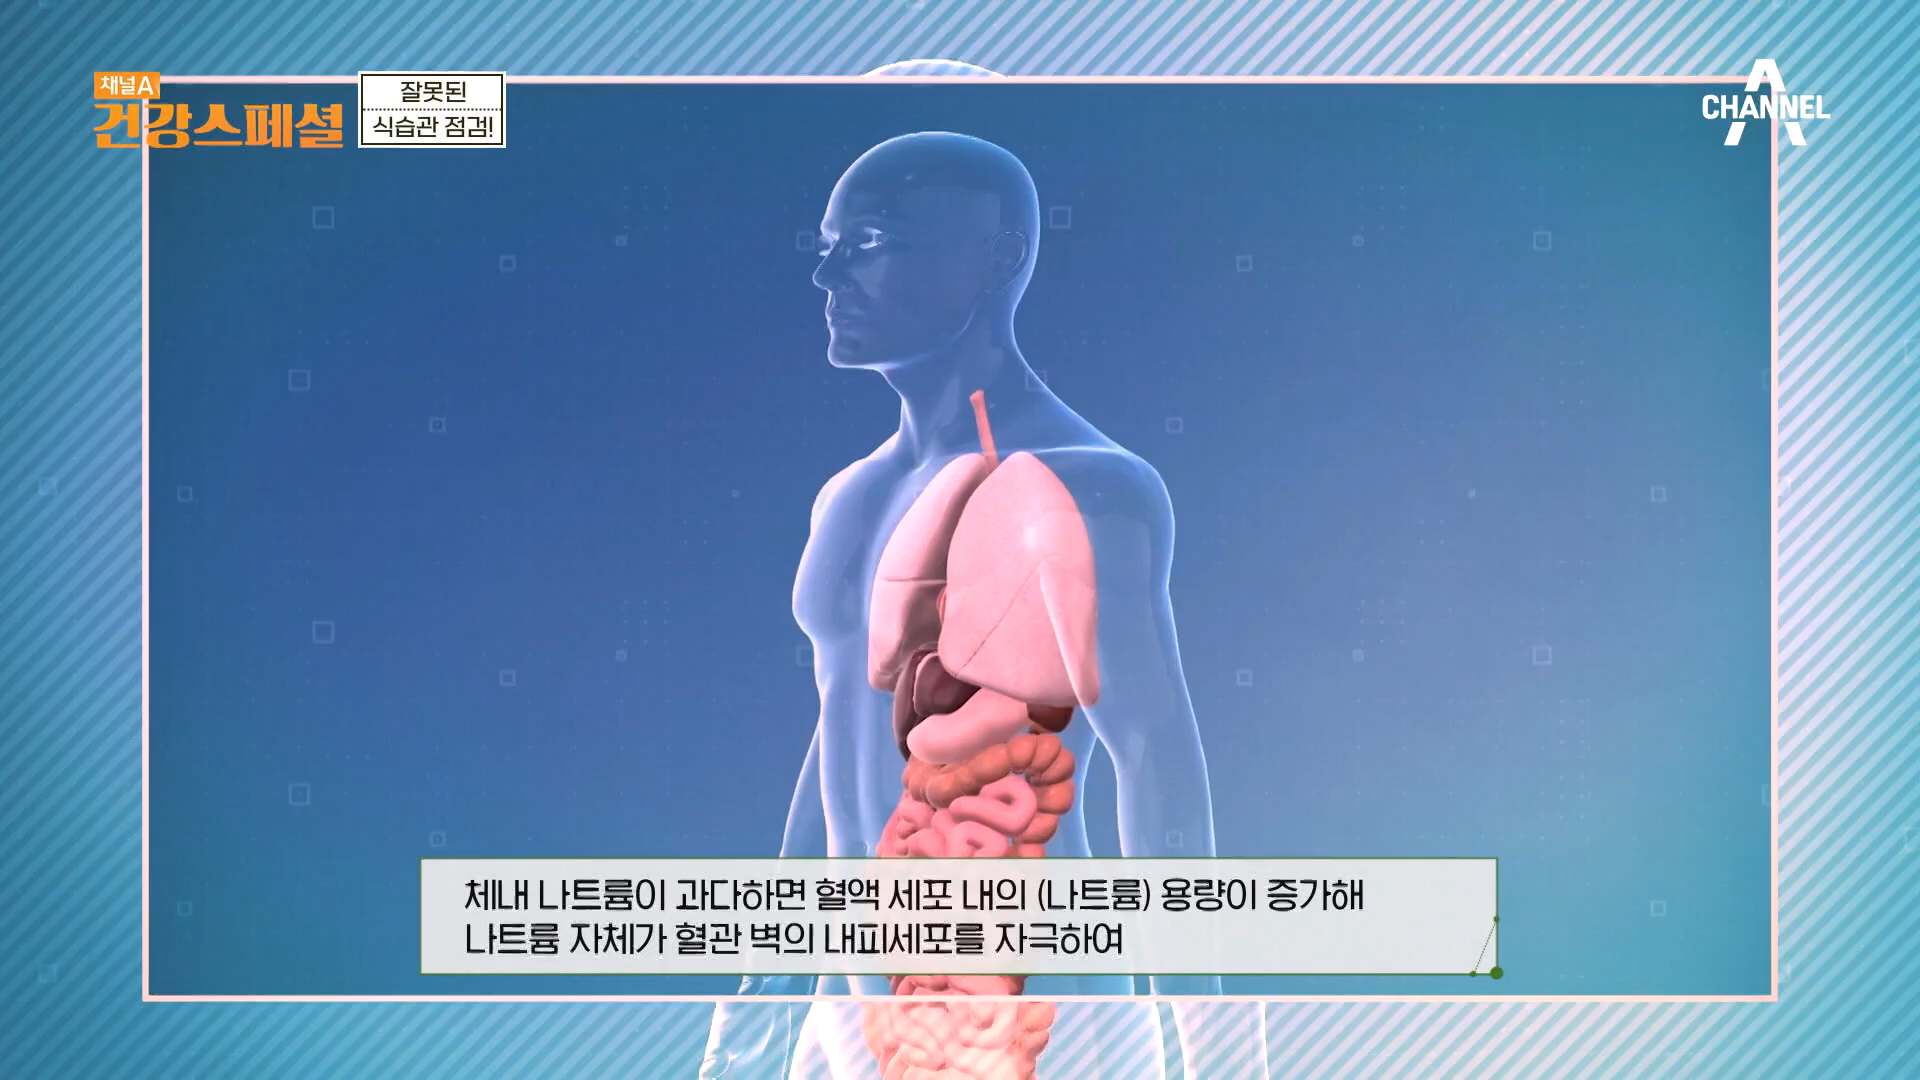 채널A
건강스페셜
잘못된
식습관 점검!
CHANNEL A
체내 나트륨이 과다하면 혈액 세포 내의 (나트륨) 용량이 증가해
나트륨 자체가 혈관 벽의 내피세포를 자극하여